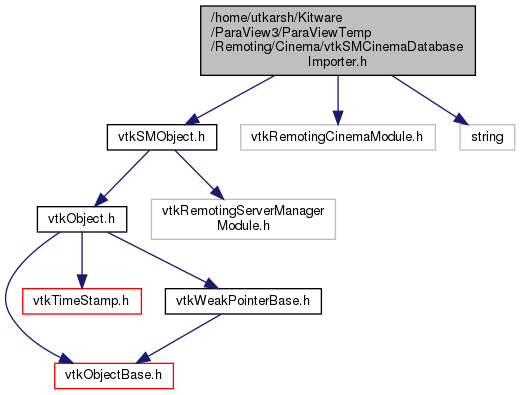 /home/utkarsh/Kitware
/ParaView3/ParaViewTemp
/Remoting/Cinema/vtkSMCinemaDatabase
Importer.h
vtkSMObject.h
vtkRemotingCinemaModule.h
string
vtkObject.h
vtkRemotingServerManager
Module.h
vtkTimeStamp.h
vtkWeakPointerBase.h
vtkObjectBase.h